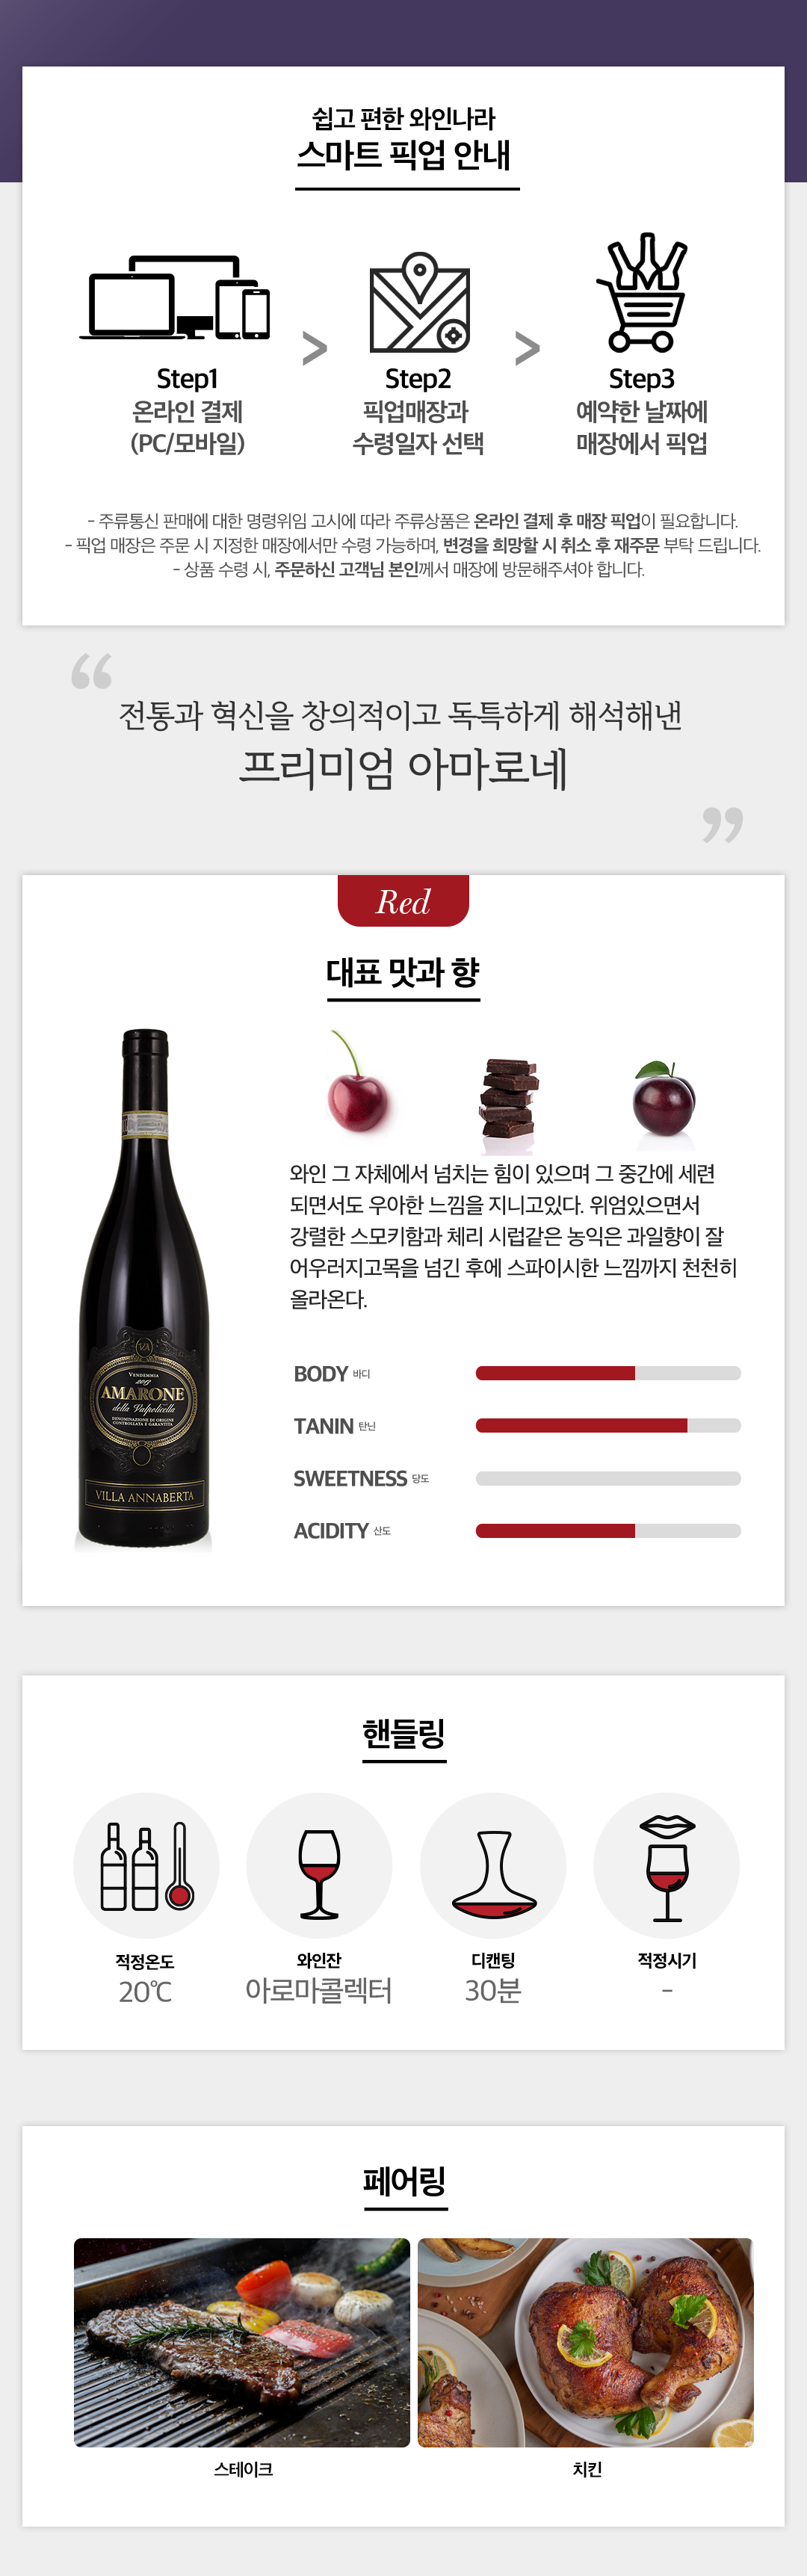 쉽고 편한 와인나라
스마트 픽업 안내
Step1
온라인 결제
(PC/모바일)
>
Step2
픽업매장과
수령일자 선택
>
Step3
예약한 날짜에
매장에서 픽업
- 주류통신 판매에 대한 명령위임 고시에 따라 주류상품은 온라인 결제 후 매장 픽업이 필요합니다.
- 픽업 매장은 주문 시 지정한 매장에서만 수령 가능하며, 변경을 희망할 시 취소 후 재주문 부탁 드립니다.
- 상품 수령 시, 주문하신 고객님 본인께서 매장에 방문해주셔야 합니다.
“
전통과 혁신을 창의적이고 독특하게 해석해낸
프리미엄 아마로네
”
Red
대표 맛과 향
와인 그 자체에서 넘치는 힘이 있으며 그 중간에 세련
되면서도 우아한 느낌을 지니고있다. 위엄있으면서
강렬한 스모키함과 체리 시럽같은 농익은 과일향이 잘
어우러지고목을 넘긴 후에 스파이시한 느낌까지 천천히
올라온다.
VA
VENDEMMIA
AMARONE
della Valpolicella
DENOMINAZIONE DI ORIGINE
CONTROLLATA E GARANTITA
VILLA ANNABERTA
BODY 바디
TANIN 탄닌
SWEETNESS 당도
ACIDITY 산도
핸들링
적정온도
20℃
와인잔
아로마콜렉터
디캔팅
30분
적정시기
-
페어링
스테이크
치킨